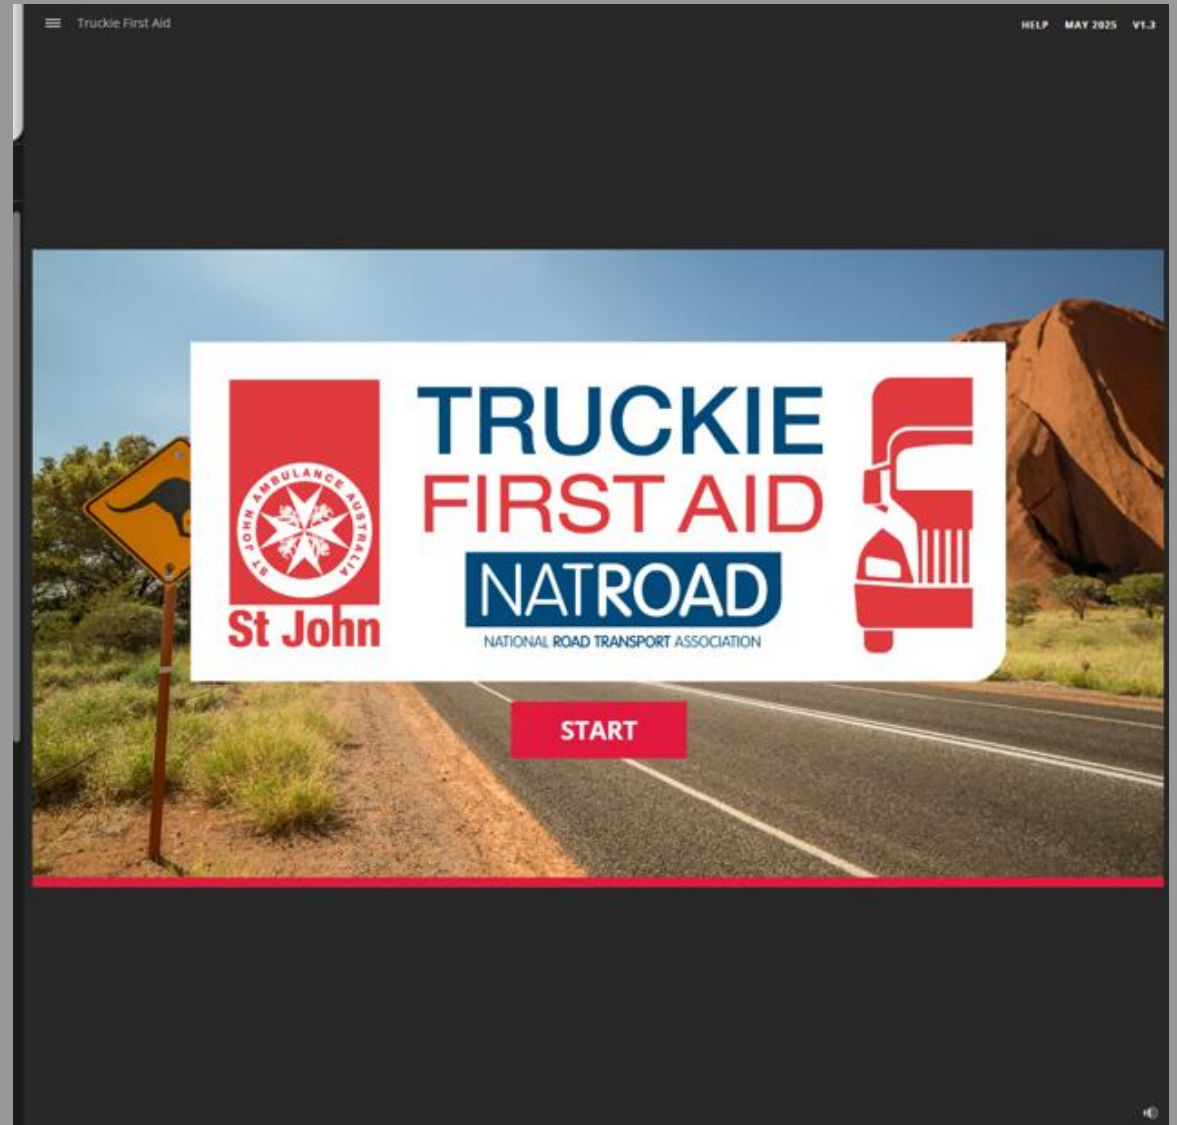 Truckie First Aid
HELP MAY 2025 V1.3
TRUCKIE
FIRST AID
NATROAD
NATIONAL ROAD TRANSPORT ASSOCIATION
ST JOHN AMBULANCE AUSTRALIA
St John
START